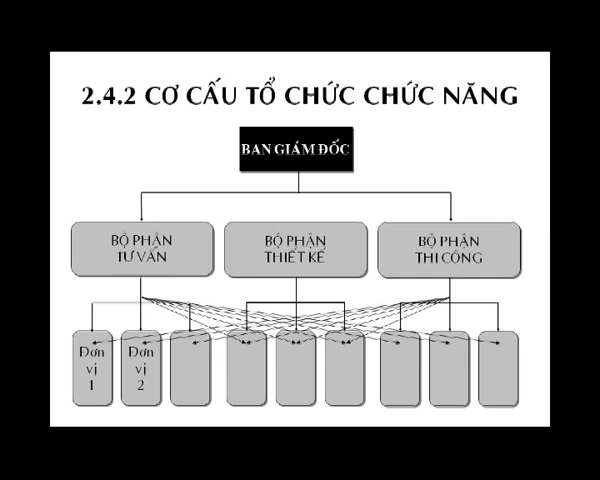 2.4.2 CƠ CẤU TỔ CHỨC CHỨC NĂNG
BAN GIÁM ĐỐC
BỘ PHẬN
TƯ VẤN
BỘ PHẬN
THIẾT KẾ
BỘ PHẬN
THI CÔNG
Đơn
vị
1
Đơn
vị
2